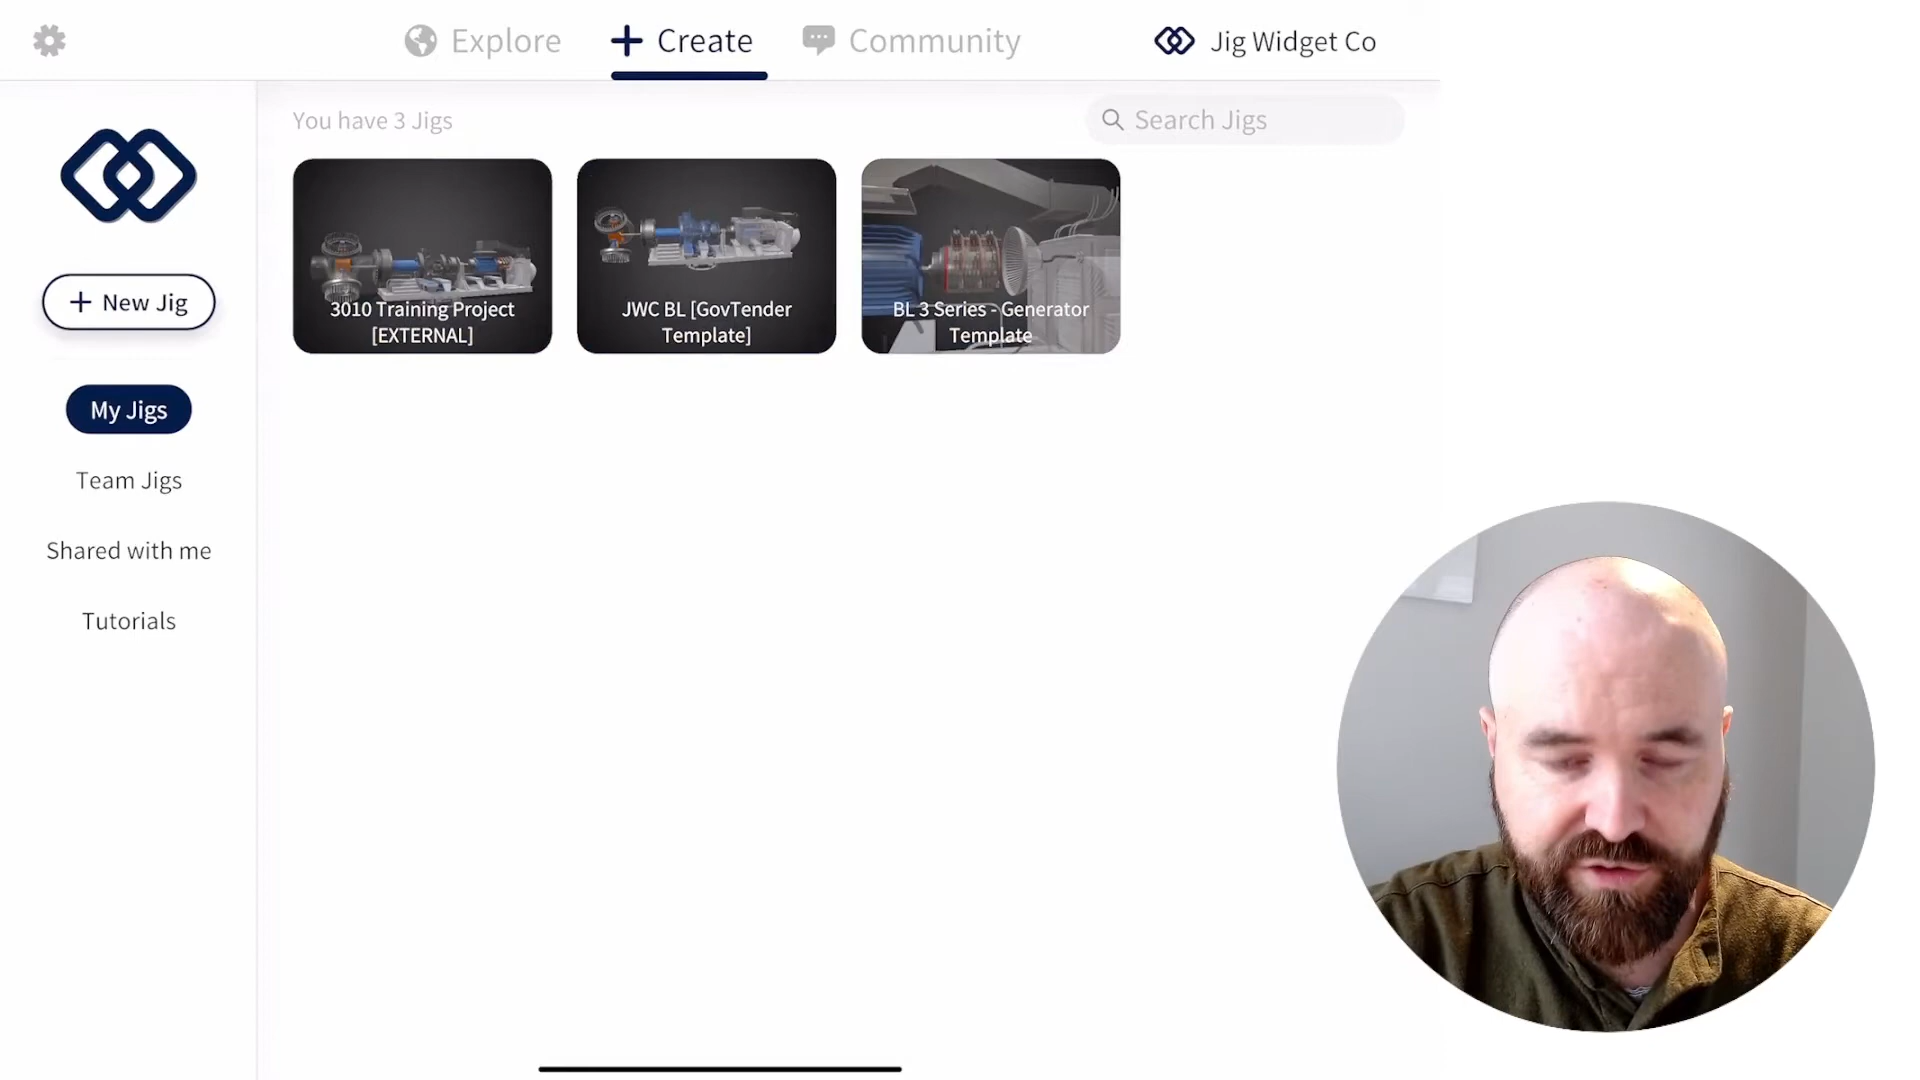 Explore
Create
Community
Jig Widget Co
You have 3 Jigs
Search Jigs
3010 Training Project
[EXTERNAL]
JWC BL [GovTender
Template]
BL 3 Series - Generator
Template
+ New Jig
My Jigs
Team Jigs
Shared with me
Tutorials